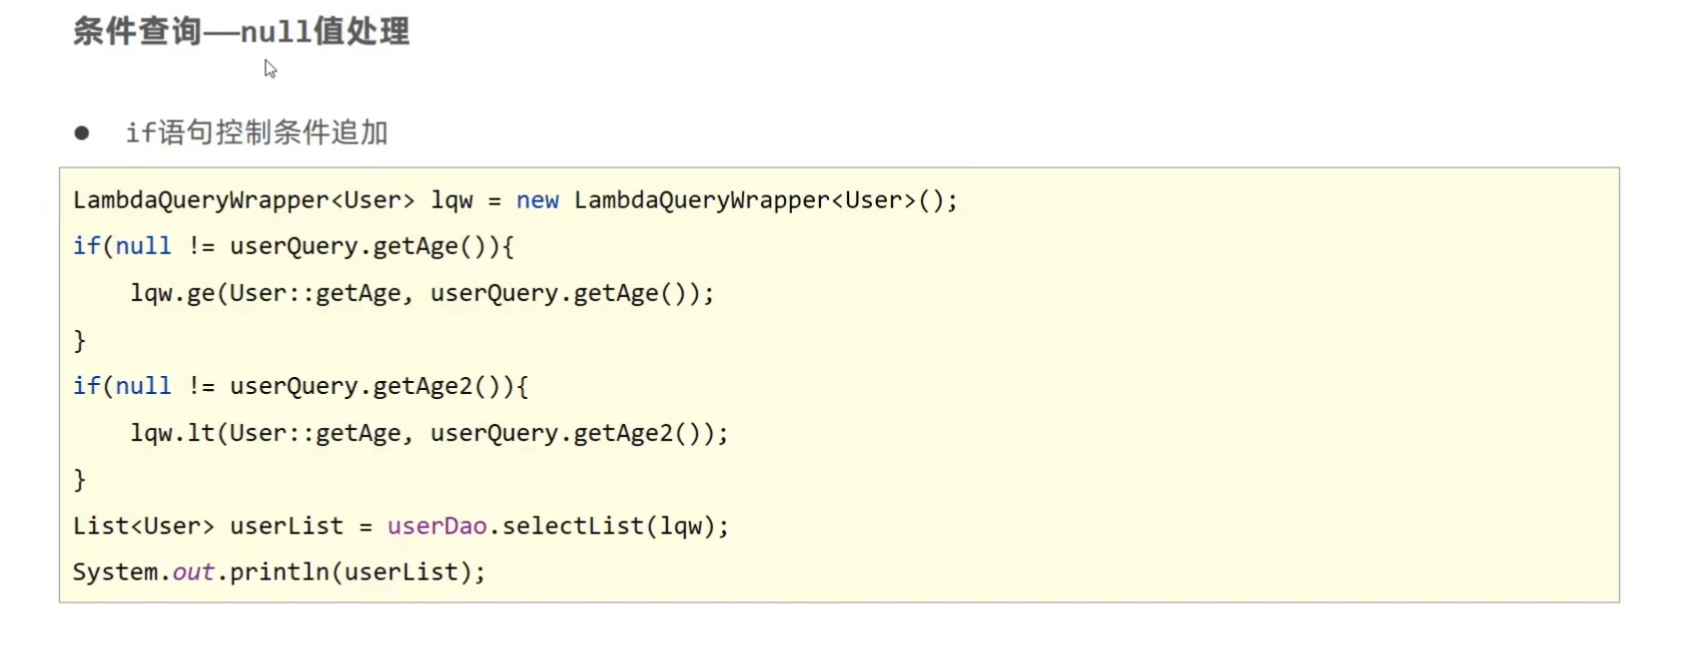 条件查询——null值处理
● if语句控制条件追加
LambdaQueryWrapper<User> lqw = new LambdaQueryWrapper<User>();
if(null != userQuery.getAge()){
    lqw.ge(User::getAge, userQuery.getAge());
}
if(null != userQuery.getAge2()){
    lqw.lt(User::getAge, userQuery.getAge2());
}
List<User> userList = userDao.selectList(lqw);
System.out.println(userList);